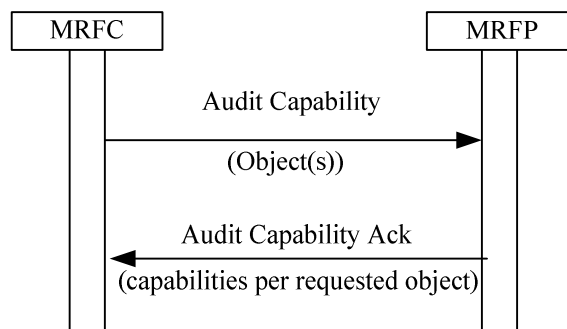 MRFC
MRFP
Audit Capability
(Object(s))
Audit Capability Ack
(capabilities per requested object)